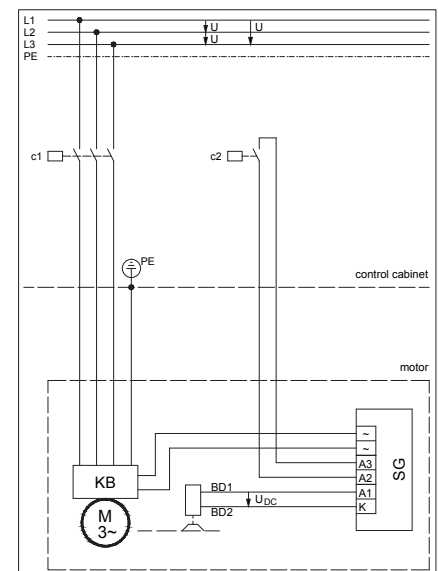 L1
L2
L3
PE
U
U
U
c1
c2
PE
control cabinet
motor
~
~
A3
A2
A1
K
SG
KB
BD1
UDC
BD2
M
3~